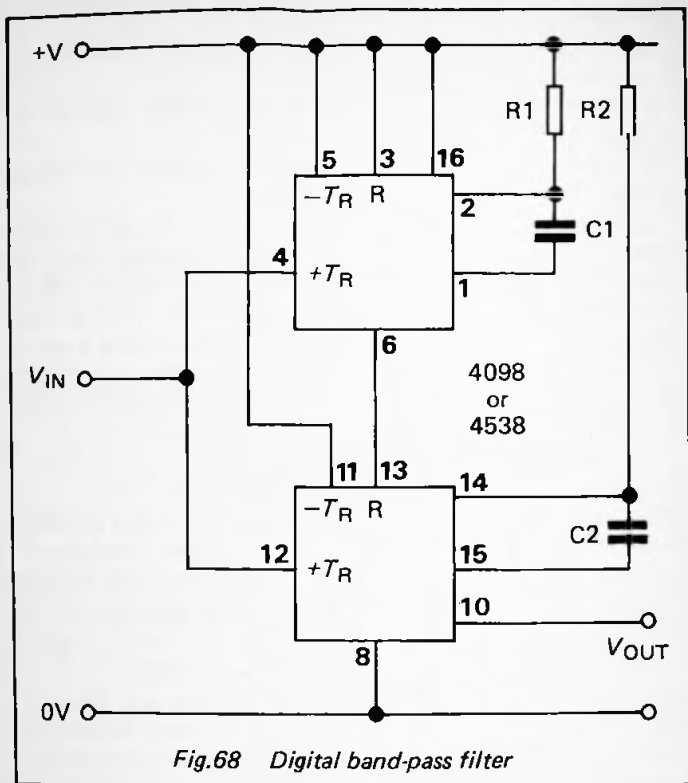 +V
R1 R2
5 3 16
–TR R
2
C1
4 +TR
1
6
VIN
4098
or
4538
11 13
14
–TR R
C2
12 +TR
15
10
8
VOUT
0V
Fig.68 Digital band-pass filter